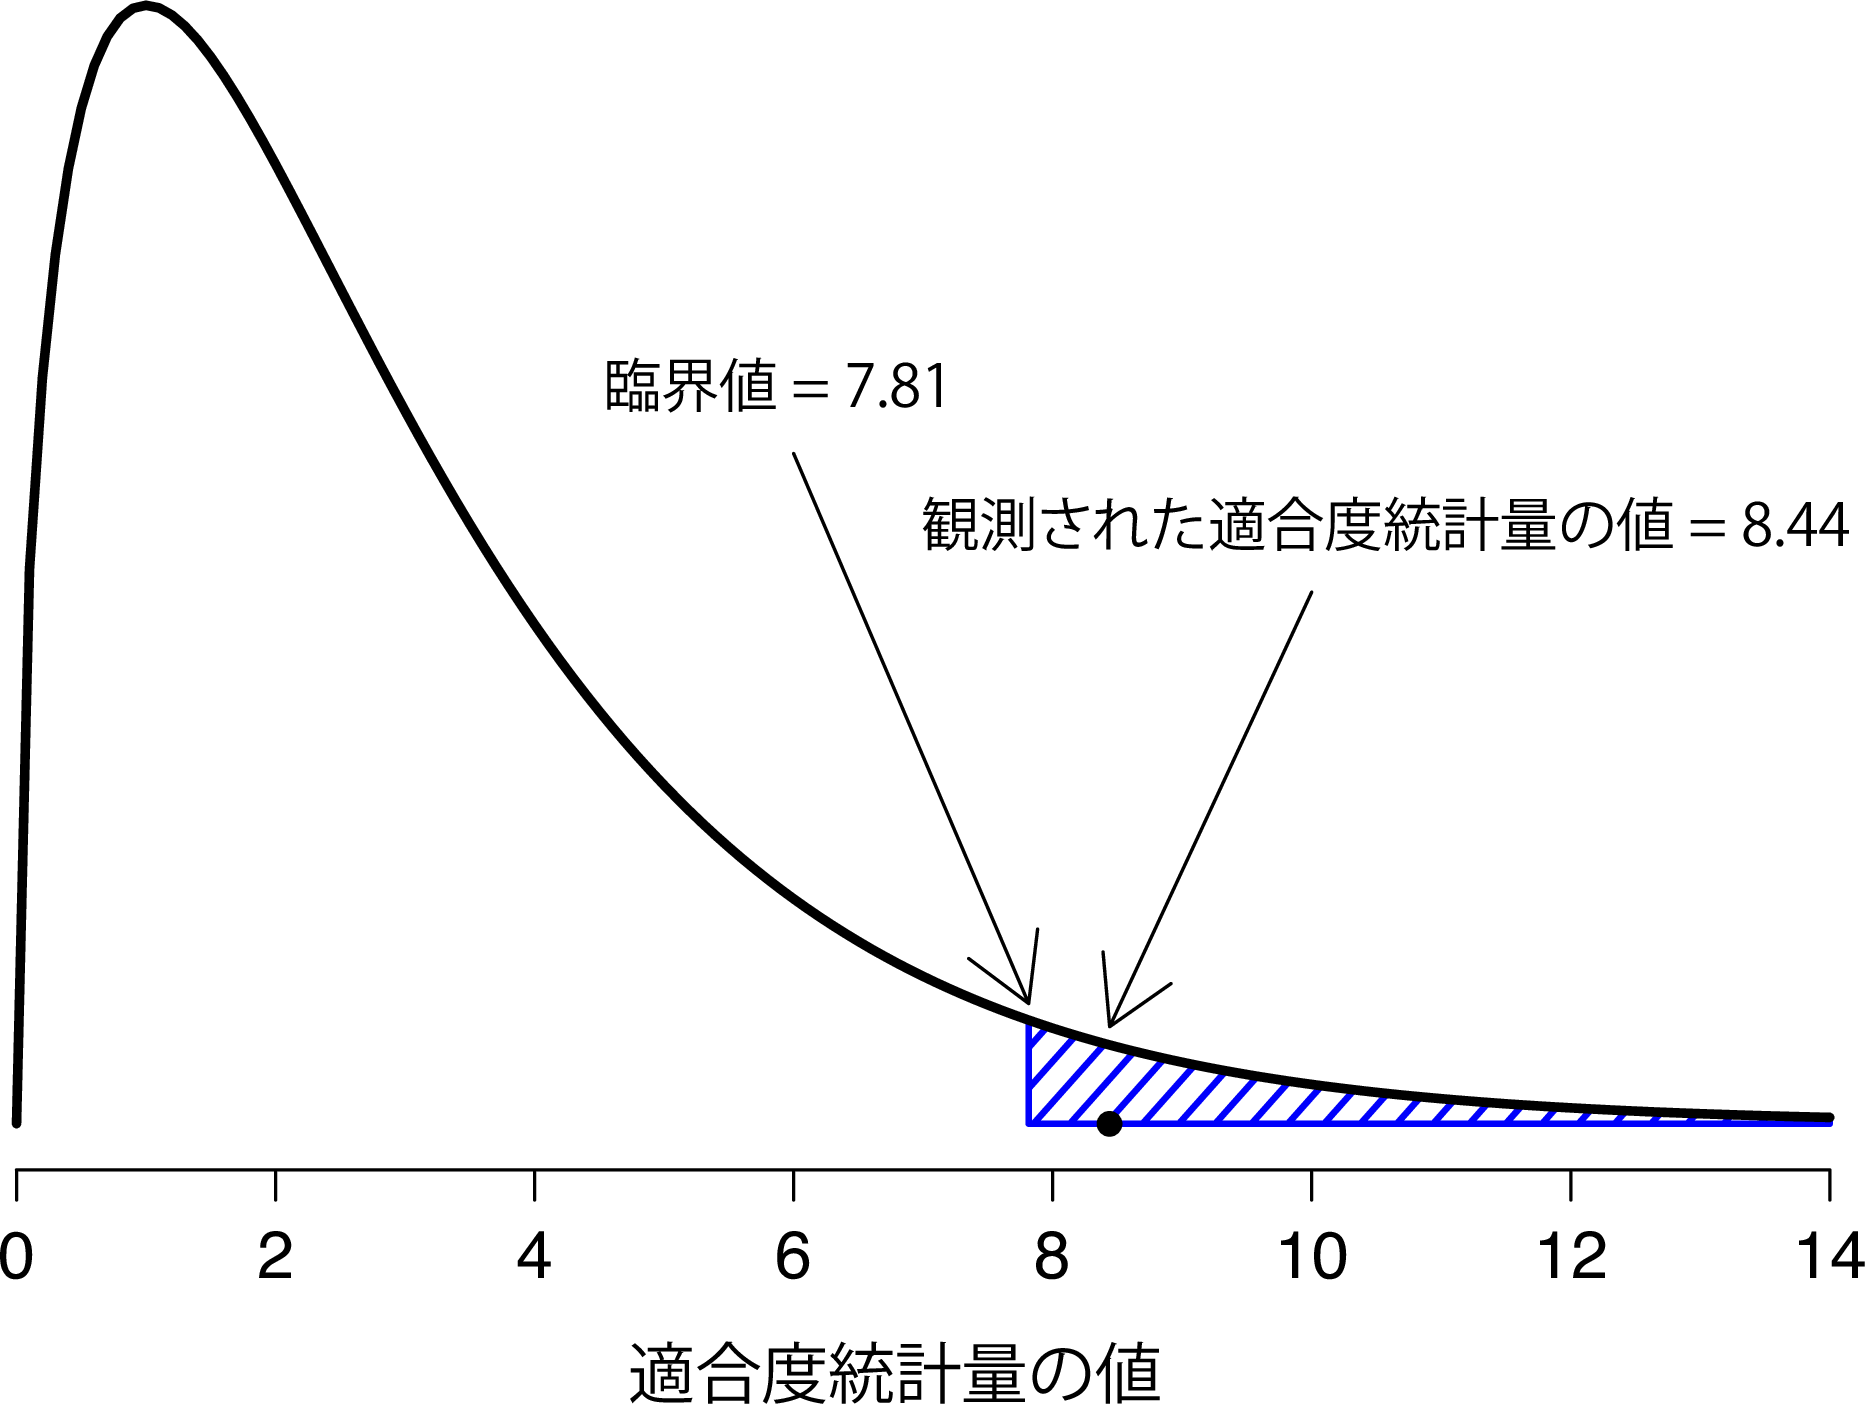 臨界値 = 7.81
観測された適合度統計量の値 = 8.44
0 2 4 6 8 10 12 14
適合度統計量の値